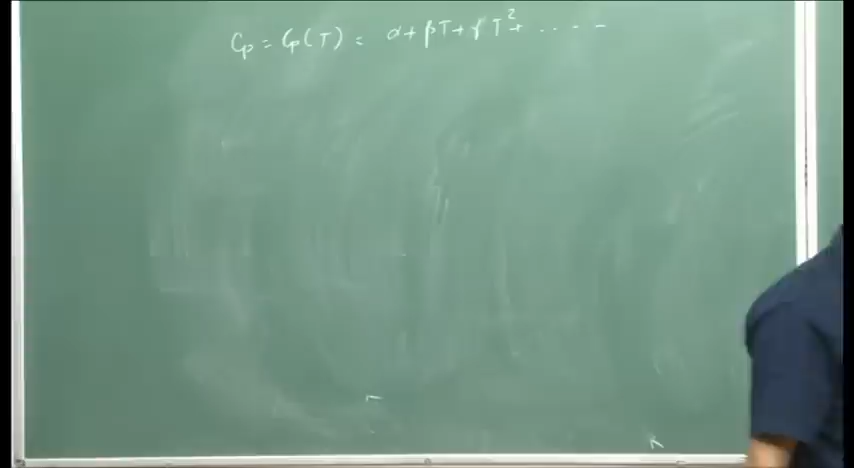 Cp = Cp(T) = α + βT + γT² + ....